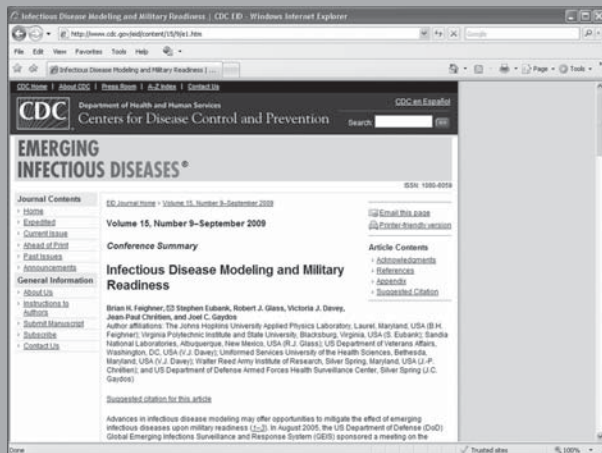 Infectious Disease Modeling and Military Readiness | CDC EID - Windows Internet Explorer
http://www.cdc.gov/eid/content/15/9/e1.htm
Google
File Edit View Favorites Tools Help
Infectious Disease Modeling and Military Readiness | ...
Page Tools
CDC Home | About CDC | Press Room | A-Z Index | Contact Us
CDC
Department of Health and Human Services
Centers for Disease Control and Prevention
CDC en Español
Search:
EMERGING
INFECTIOUS DISEASES®
ISSN: 1080-6059
Journal Contents
Home
Expedited
Current Issue
Ahead of Print
Past Issues
Announcements
General Information
About Us
Instructions to
Authors
Submit Manuscript
Subscribe
Contact Us
EID Journal Home > Volume 15, Number 9–September 2009
Volume 15, Number 9–September 2009
Conference Summary
Infectious Disease Modeling and Military
Readiness
Brian H. Feighner, Stephen Eubank, Robert J. Glass, Victoria J. Davey,
Jean-Paul Chrétien, and Joel C. Gaydos
Author affiliations: The Johns Hopkins University Applied Physics Laboratory, Laurel, Maryland, USA (B.H.
Feighner); Virginia Polytechnic Institute and State University, Blacksburg, Virginia, USA (S. Eubank); Sandia
National Laboratories, Albuquerque, New Mexico, USA (R.J. Glass); US Department of Veterans Affairs,
Washington, DC, USA (V.J. Davey); Uniformed Services University of the Health Sciences, Bethesda,
Maryland, USA (V.J. Davey); Walter Reed Army Institute of Research, Silver Spring, Maryland, USA (J.-P.
Chrétien); and US Department of Defense Armed Forces Health Surveillance Center, Silver Spring (J.C.
Gaydos)
Suggested citation for this article
Advances in infectious disease modeling may offer opportunities to mitigate the effect of emerging
infectious diseases upon military readiness (1–3). In August 2005, the US Department of Defense (DoD)
Global Emerging Infections Surveillance and Response System (GEIS) sponsored a meeting on the
Email this page
Printer-friendly version
Article Contents
Acknowledgments
References
Appendix
Suggested Citation
Done
Trusted sites
100%